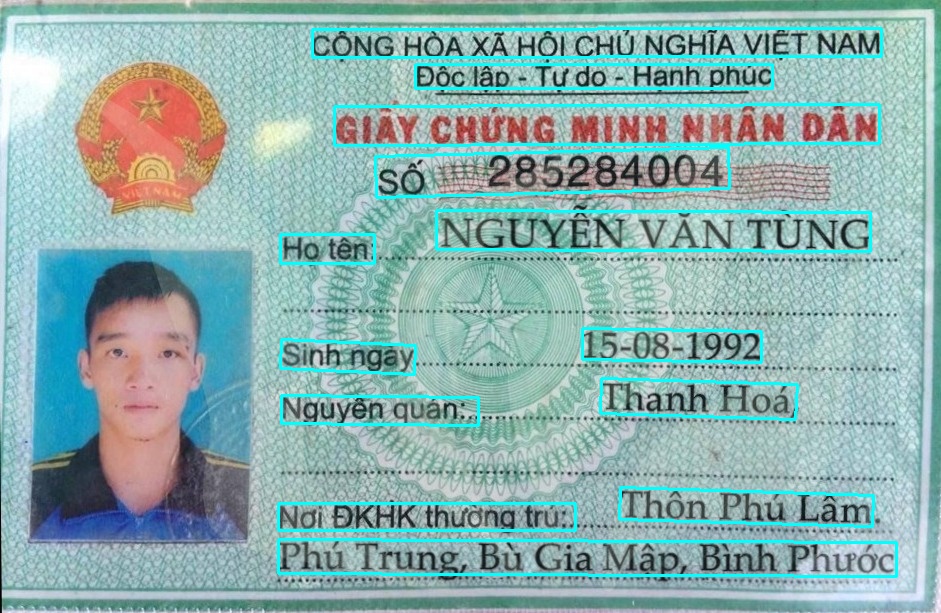 CỘNG HÒA XÃ HỘI CHỦ NGHĨA VIỆT NAM
Độc lập - Tự do - Hạnh phúc
GIẤY CHỨNG MINH NHÂN DÂN
SỐ 285284004
VIỆT NAM
Họ tên NGUYỄN VĂN TÙNG
Sinh ngày 15-08-1992
Nguyên quán: Thanh Hoá
Nơi ĐKHK thường trú: Thôn Phú Lâm.
Phú Trung, Bù Gia Mập, Bình Phước